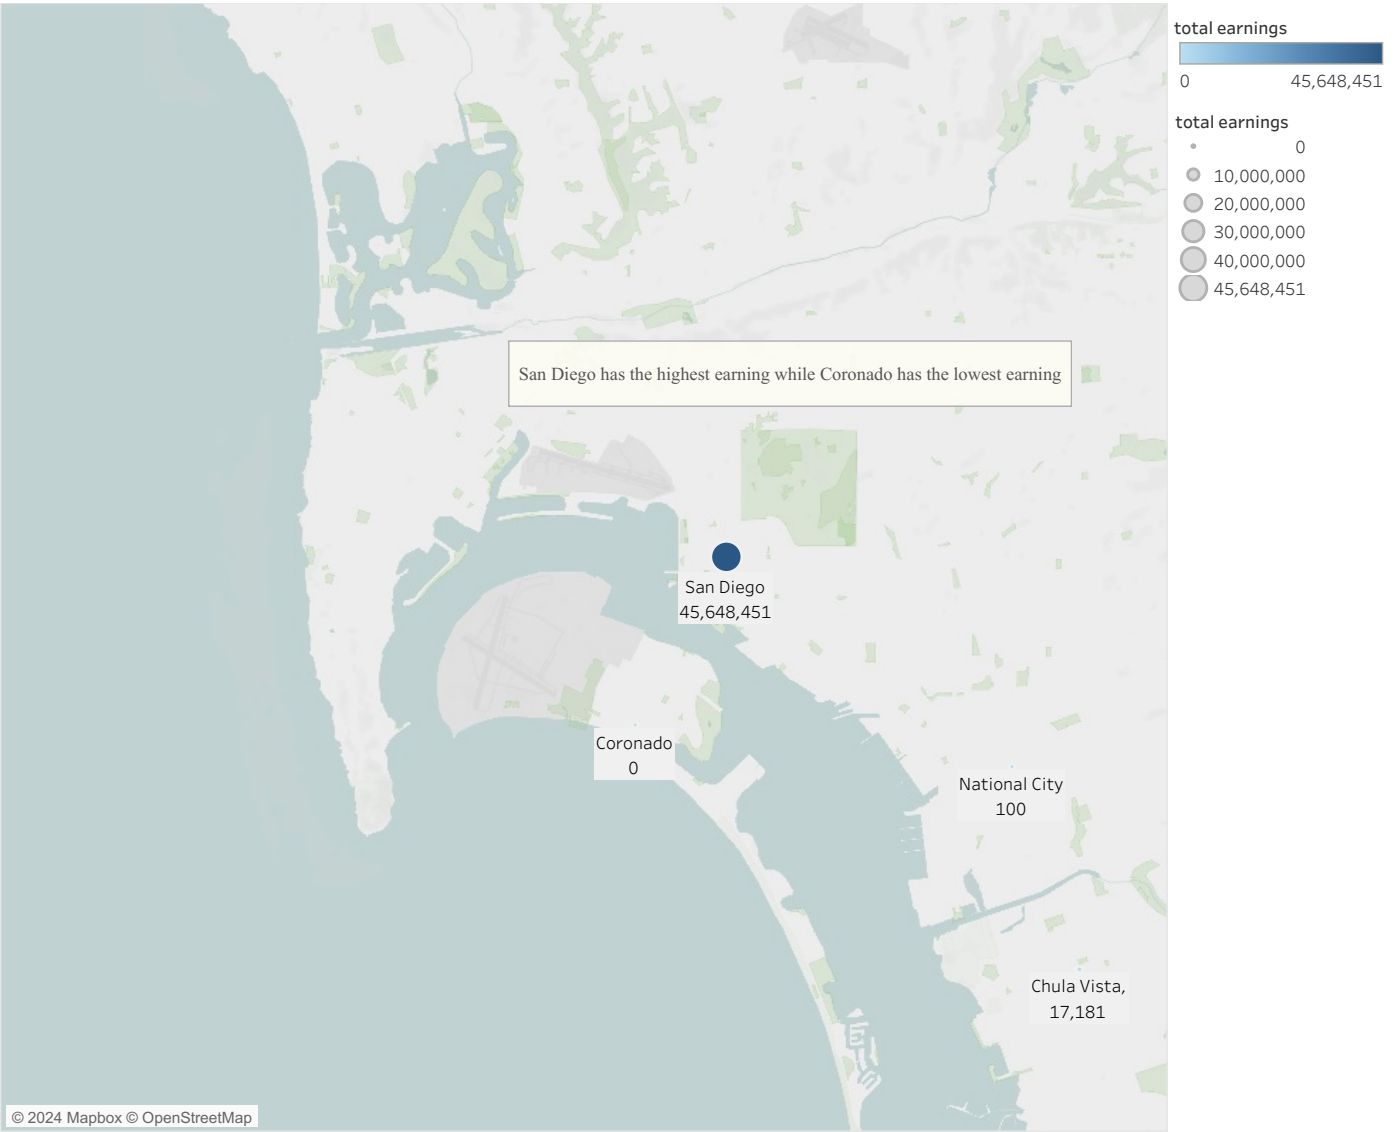 total earnings
0 45,648,451
total earnings
0
10,000,000
20,000,000
30,000,000
40,000,000
45,648,451
San Diego has the highest earning while Coronado has the lowest earning
San Diego
45,648,451
Coronado
0
National City
100
Chula Vista,
17,181
© 2024 Mapbox © OpenStreetMap